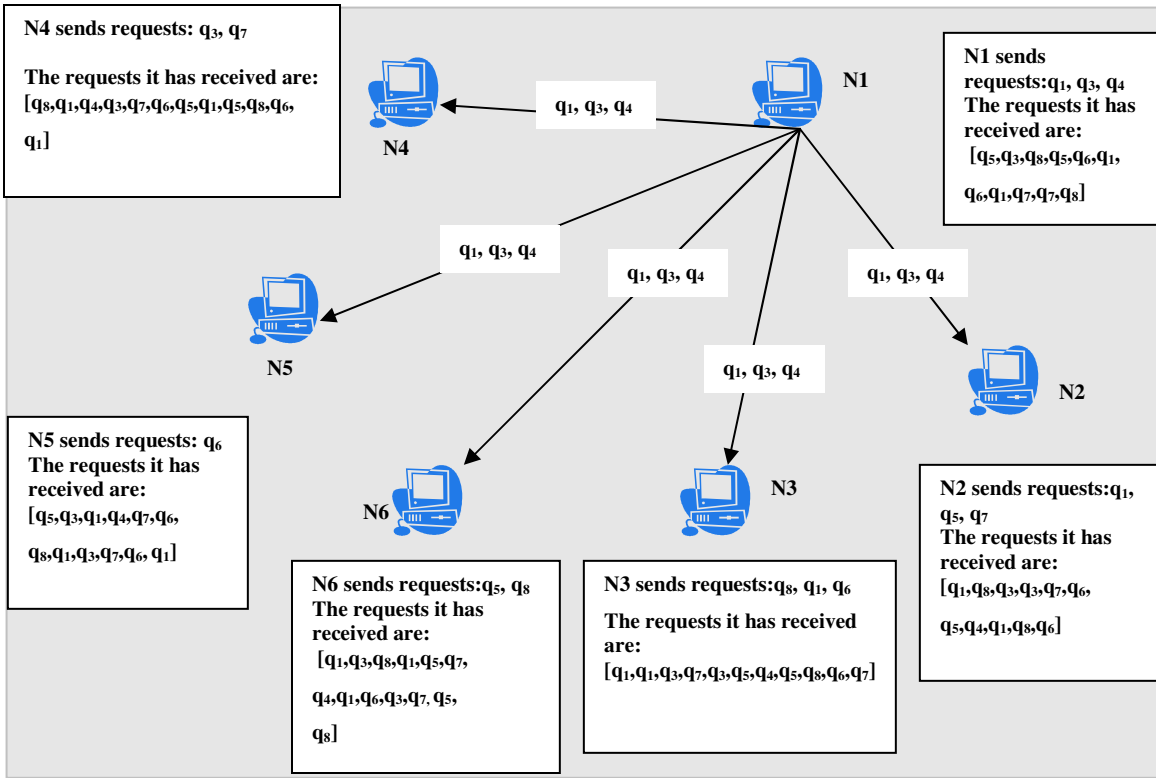 N4 sends requests: q₃, q₇
The requests it has received are:
[q₈,q₁,q₄,q₃,q₇,q₆,q₅,q₁,q₅,q₈,q₆,
q₁]
N4
q₁, q₃, q₄
N1
N1 sends
requests:q₁, q₃, q₄
The requests it has
received are:
[q₅,q₃,q₈,q₅,q₆,q₁,
q₆,q₁,q₇,q₇,q₈]
q₁, q₃, q₄
q₁, q₃, q₄
q₁, q₃, q₄
q₁, q₃, q₄
N5
N2
N5 sends requests: q₆
The requests it has
received are:
[q₅,q₃,q₁,q₄,q₇,q₆,
q₈,q₁,q₃,q₇,q₆, q₁]
N6
N3
N2 sends requests:q₁,
q₅, q₇
The requests it has
received are:
[q₁,q₈,q₃,q₃,q₇,q₆,
q₅,q₄,q₁,q₈,q₆]
N6 sends requests:q₅, q₈
The requests it has
received are:
[q₁,q₃,q₈,q₁,q₅,q₇,
q₄,q₁,q₆,q₃,q₇, q₅,
q₈]
N3 sends requests:q₈, q₁, q₆
The requests it has received
are:
[q₁,q₁,q₃,q₇,q₃,q₅,q₄,q₅,q₈,q₆,q₇]